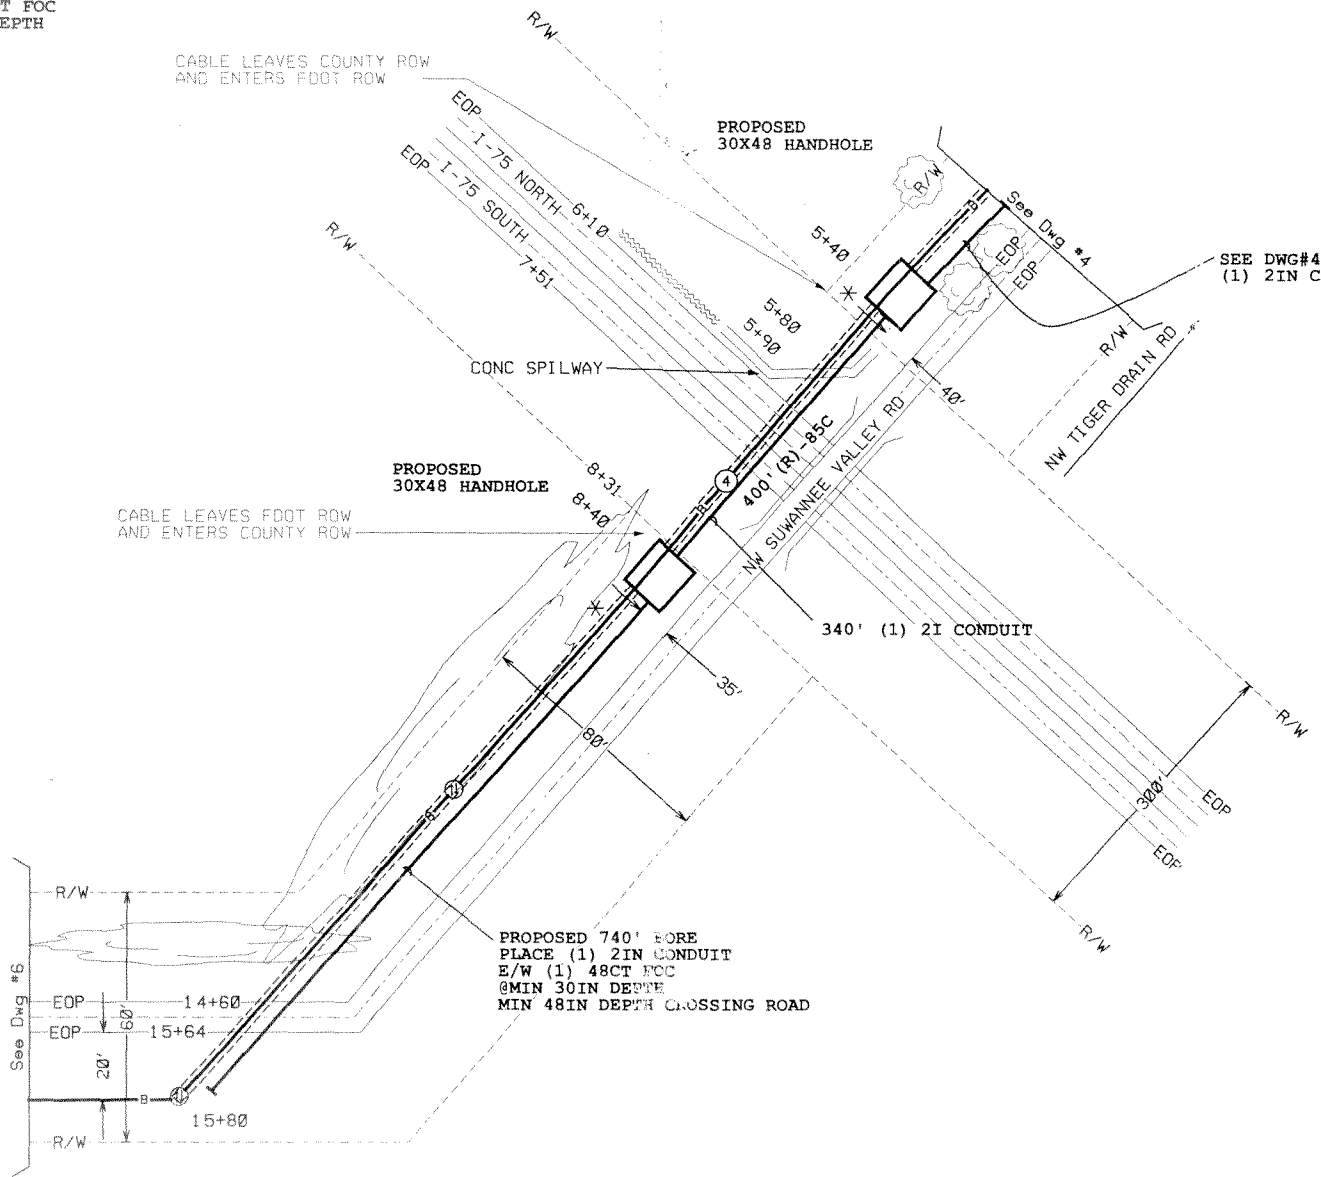 T FOC
EPTH
R/W
CABLE LEAVES COUNTY ROW
AND ENTERS FDOT ROW
EOP
I-75 NORTH
6+10
EOP
I-75 SOUTH
7+51
PROPOSED
30X48 HANDHOLE
R/W
B
See Dwg #4
EOP
EOP
SEE DWG#4
(1) 2IN C
R/W
5+40
5+80
5+90
R/W
NW TIGER DRAIN RD
CONC SPILWAY
40'
400' (R)-85C
NW SUWANNEE VALLEY RD
4
B
PROPOSED
30X48 HANDHOLE
8+31
8+40
CABLE LEAVES FDOT ROW
AND ENTERS COUNTY ROW
340' (1) 2I CONDUIT
35'
80'
R/W
300'
EOP
EOP
R/W
B
R/W
See Dwg #6
PROPOSED 740' BORE
PLACE (1) 2IN CONDUIT
E/W (1) 48CT FOC
@MIN 30IN DEPTH
MIN 48IN DEPTH CROSSING ROAD
EOP
14+60
60'
EOP
15+64
20'
B
15+80
R/W